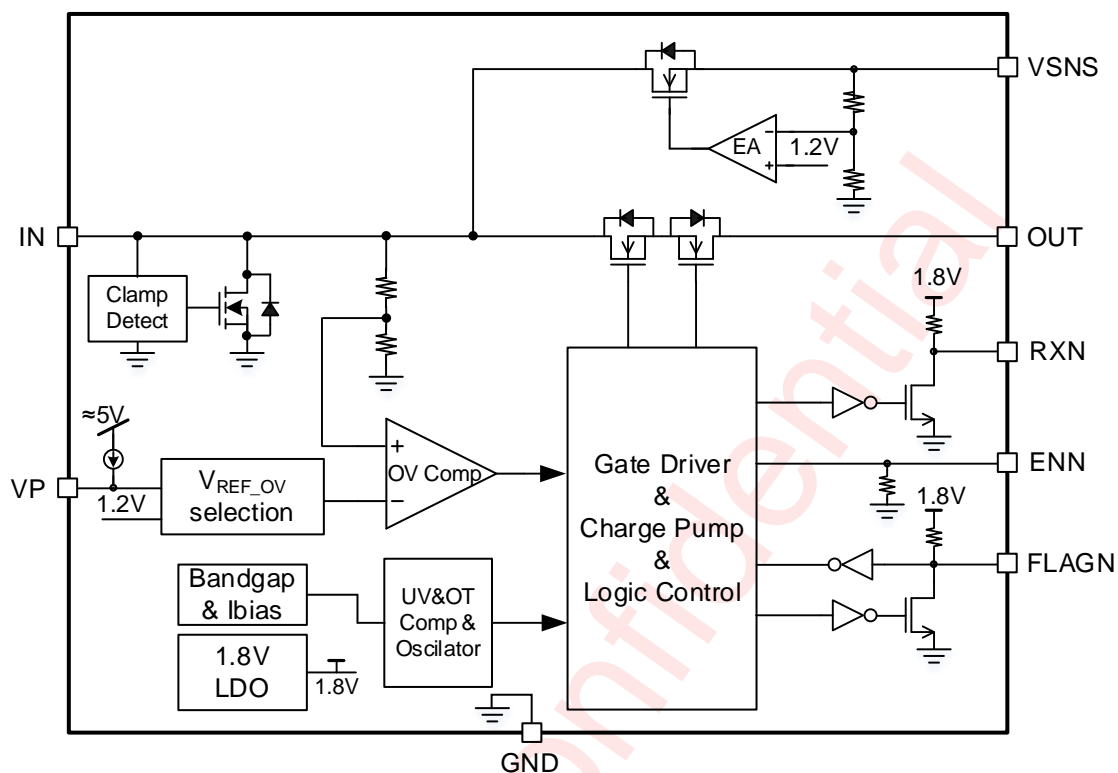 VSNS
EA
1.2V
IN
OUT
Clamp
Detect
1.8V
RXN
≈5V
VP
1.2V
VREF_OV
selection
+
OV Comp
−
Gate Driver
&
Charge Pump
&
Logic Control
ENN
1.8V
FLAGN
Bandgap
& Ibias
UV&OT
Comp &
Oscilator
1.8V
LDO
1.8V
GND
onfidential